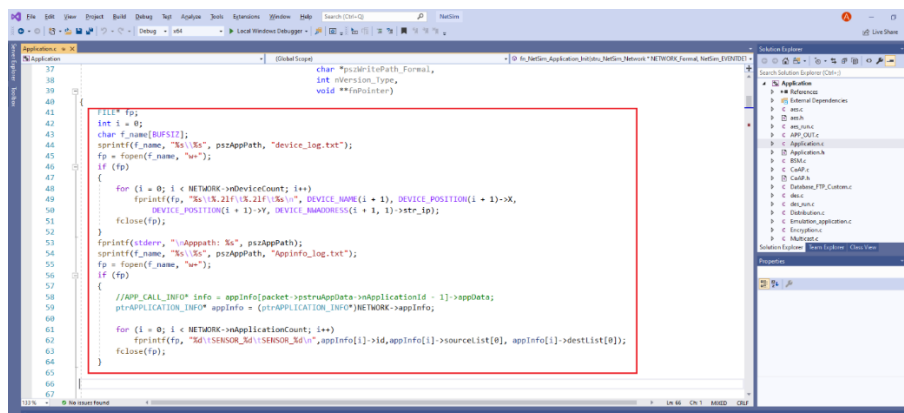 File Edit View Project Build Debug Test Analyze Tools Extensions Window Help Search (Ctrl+Q) NetSim
Debug x64 Local Windows Debugger
Live Share
Application.c
Application (Global Scope) fn_NetSim_Application_Init(stru_NetSim_Network * NETWORK_Formal, NetSim_EVENTDE
37 char *pszWritePath_Formal,
38 int nVersion_Type,
39 void **fnPointer)
40 {
41 FILE* fp;
42 int i = 0;
43 char f_name[BUFSIZ];
44 sprintf(f_name, "%s\\%s", pszAppPath, "device_log.txt");
45 fp = fopen(f_name, "w+");
46 if (fp)
47 {
48 for (i = 0; i < NETWORK->nDeviceCount; i++)
49 fprintf(fp, "%s\t%.2lf\t%.2lf\t%s\n", DEVICE_NAME(i + 1), DEVICE_POSITION(i + 1)->X,
50 DEVICE_POSITION(i + 1)->Y, DEVICE_NWADDRESS(i + 1, 1)->str_ip);
51 fclose(fp);
52 }
53 fprintf(stderr, "\nApppath: %s", pszAppPath);
54 sprintf(f_name, "%s\\%s", pszAppPath, "Appinfo_log.txt");
55 fp = fopen(f_name, "w+");
56 if (fp)
57 {
58 //APP_CALL_INFO* info = appInfo[packet->pstruAppData->nApplicationId - 1]->appData;
59 ptrAPPLICATION_INFO* appInfo = (ptrAPPLICATION_INFO*)NETWORK->appInfo;
60
61 for (i = 0; i < NETWORK->nApplicationCount; i++)
62 fprintf(fp, "%d\tSENSOR_%d\tSENSOR_%d\n",appInfo[i]->id,appInfo[i]->sourceList[0], appInfo[i]->destList[0]);
63 fclose(fp);
64 }
65
66
67
133 % No issues found Ln: 66 Ch: 1 MIXED CRLF
Server Explorer
Toolbox
Solution Explorer
Search Solution Explorer (Ctrl+;)
Application
References
External Dependencies
aes.c
aes.h
aes_run.c
APP_OUT.c
Application.c
Application.h
BSM.c
CoAP.c
CoAP.h
Database_FTP_Custom.c
des.c
des_run.c
Distribution.c
Emulation_application.c
Encryption.c
Multicast.c
Solution Explorer Team Explorer Class View
Properties